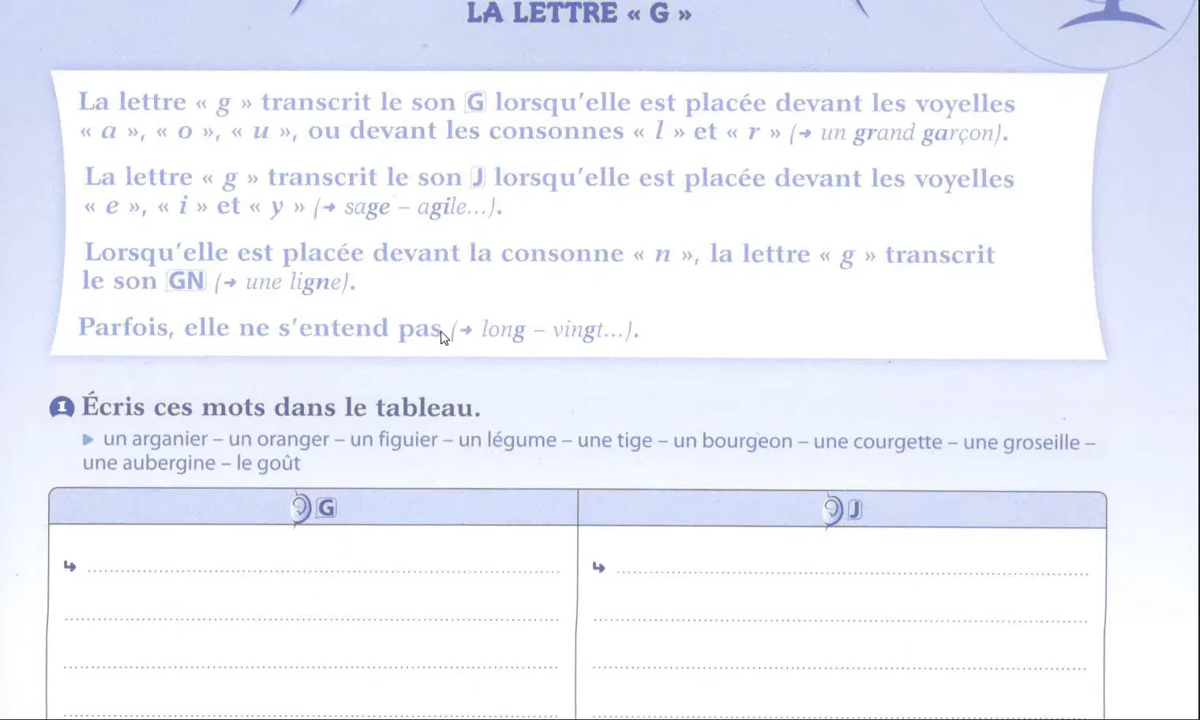 LA LETTRE « G »
La lettre « g » transcrit le son G lorsqu'elle est placée devant les voyelles
« a », « o », « u », ou devant les consonnes « l » et « r » (➔ un grand garçon).
La lettre « g » transcrit le son J lorsqu'elle est placée devant les voyelles
« e », « i » et « y » (➔ sage – agile...).
Lorsqu'elle est placée devant la consonne « n », la lettre « g » transcrit
le son GN (➔ une ligne).
Parfois, elle ne s'entend pas (➔ long – vingt...).
1 Écris ces mots dans le tableau.
▶ un arganier – un oranger – un figuier – un légume – une tige – un bourgeon – une courgette – une groseille –
une aubergine – le goût
G J